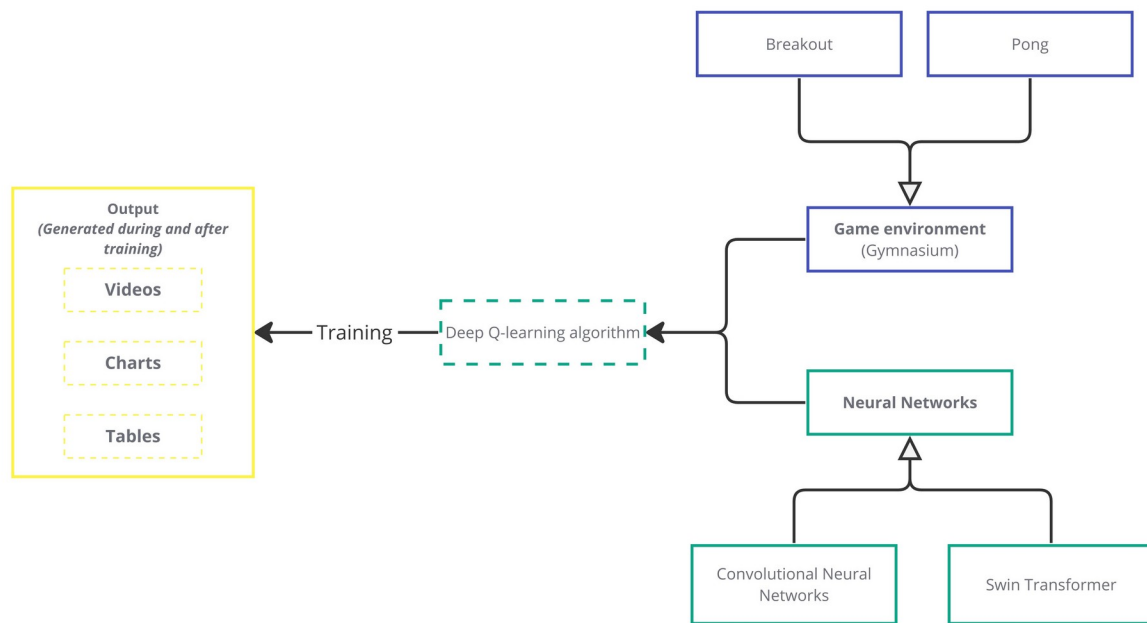 Breakout
Pong
Output
(Generated during and after
training)
Videos
Charts
Tables
Training
Deep Q-learning algorithm
Game environment
(Gymnasium)
Neural Networks
Convolutional Neural
Networks
Swin Transformer